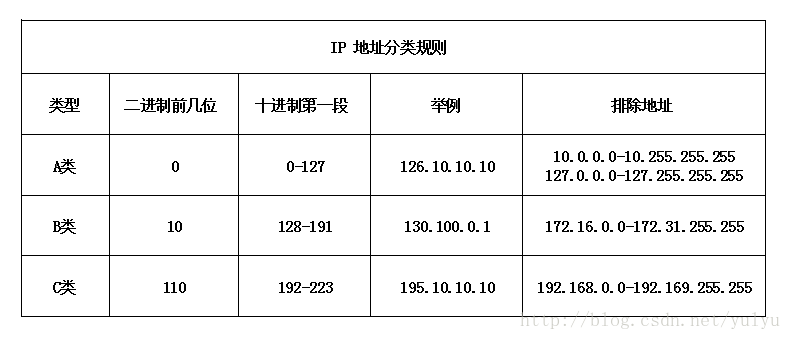 IP 地址分类规则
类型 二进制前几位 十进制第一段 举例 排除地址
A类 0 0-127 126.10.10.10 10.0.0.0-10.255.255.255
127.0.0.0-127.255.255.255
B类 10 128-191 130.100.0.1 172.16.0.0-172.31.255.255
C类 110 192-223 195.10.10.10 192.168.0.0-192.169.255.255
http://blog.csdn.net/yulyu